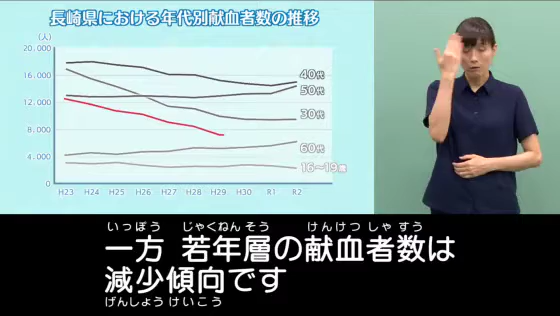 長崎県における年代別献血者数の推移
(人)
20,000
16,000
12,000
8,000
4,000
0
40代
50代
30代
60代
16〜19歳
H23 H24 H25 H26 H27 H28 H29 H30 R1 R2
いっぽう じゃくねんそう けんけつしゃすう
一方 若年層の献血者数は
減少傾向です
げんしょうけいこう